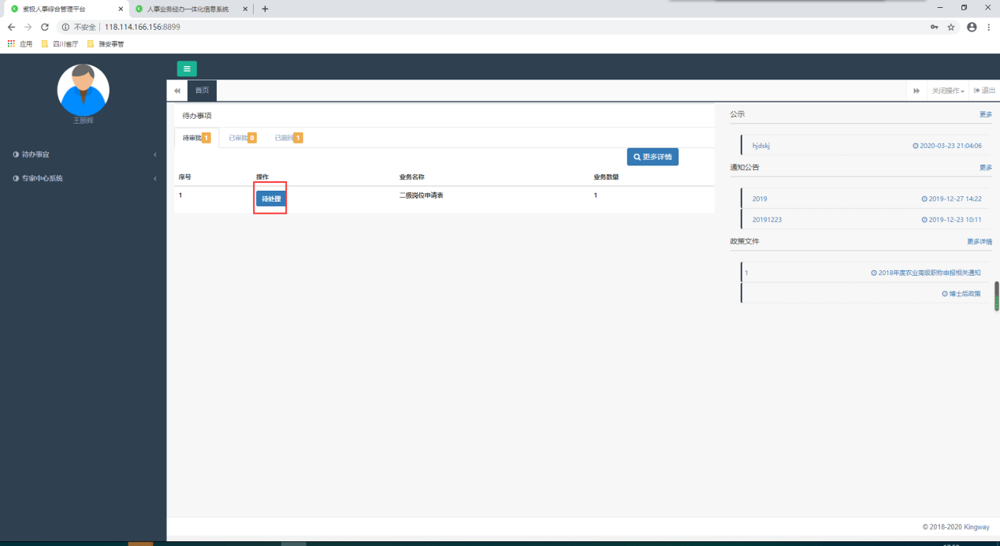 紫极人事综合管理平台
人事业务经办一体化信息系统
不安全 118.114.166.156:8899
应用 四川省厅 雅安事管
首页
关闭操作
退出
待办事宜
专家中心系统
待办事项
待审批 1 已审批 0 已退回 1
更多详情
序号 操作 业务名称 业务数量
1 待处理 二级岗位申请表 1
公示 更多
hjdskj 2020-03-23 21:04:06
通知公告 更多
2019 2019-12-27 14:22
20191223 2019-12-23 10:11
政策文件 更多详情
1 2018年度农业高级职称申报相关通知
博士后政策
© 2018-2020 Kingway